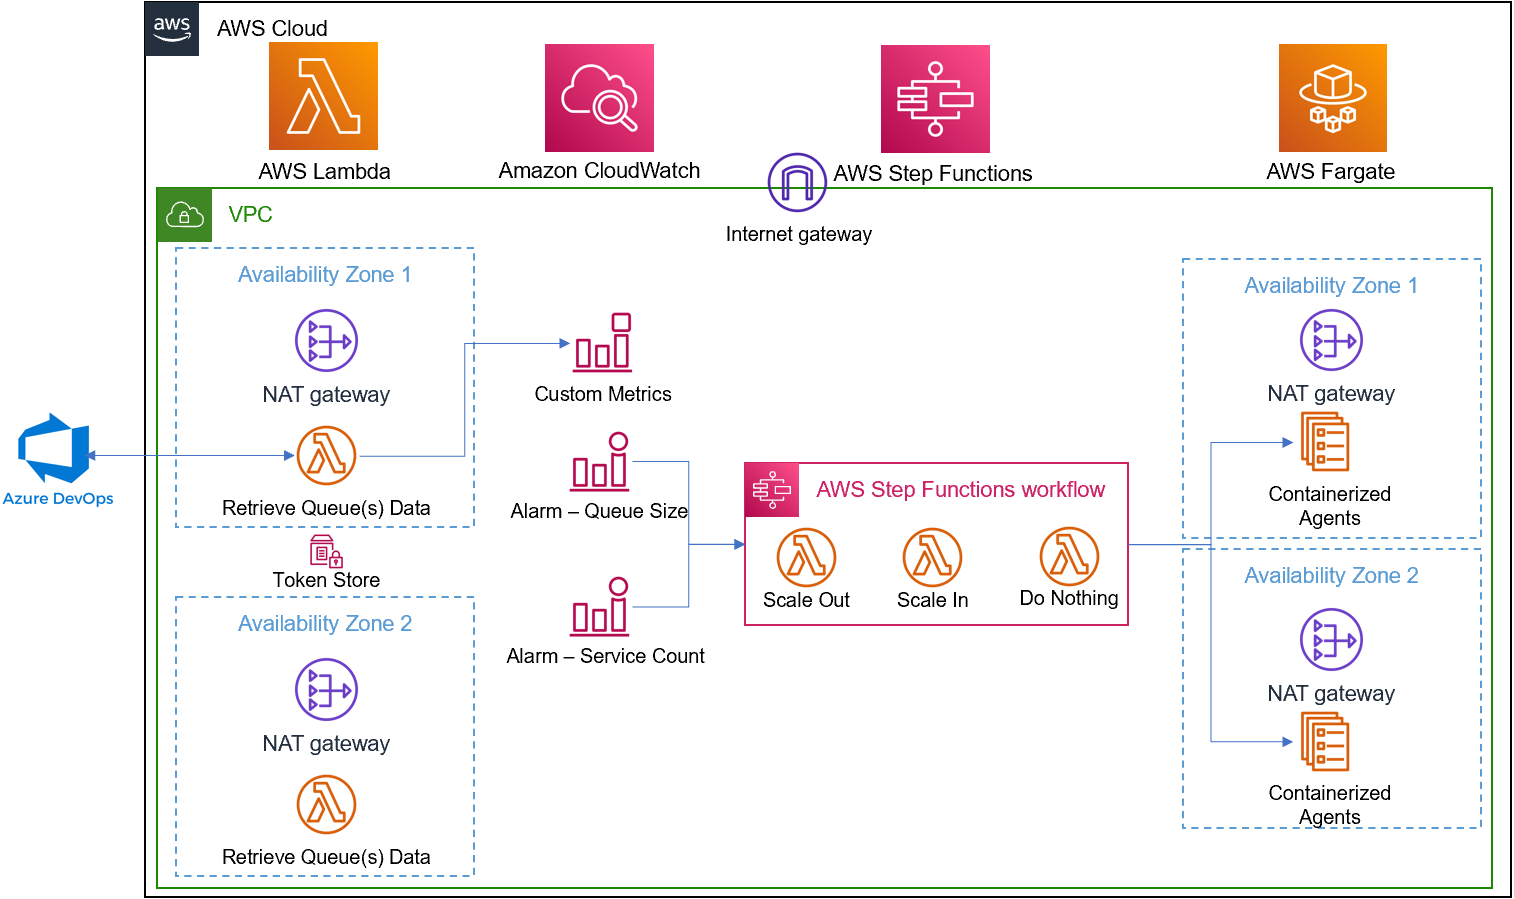 aws
AWS Cloud
AWS Lambda
Amazon CloudWatch
AWS Step Functions
AWS Fargate
VPC
Internet gateway
Availability Zone 1
NAT gateway
Retrieve Queue(s) Data
Token Store
Availability Zone 2
NAT gateway
Retrieve Queue(s) Data
Azure DevOps
Custom Metrics
Alarm – Queue Size
Alarm – Service Count
AWS Step Functions workflow
Scale Out
Scale In
Do Nothing
Availability Zone 1
NAT gateway
Containerized
Agents
Availability Zone 2
NAT gateway
Containerized
Agents